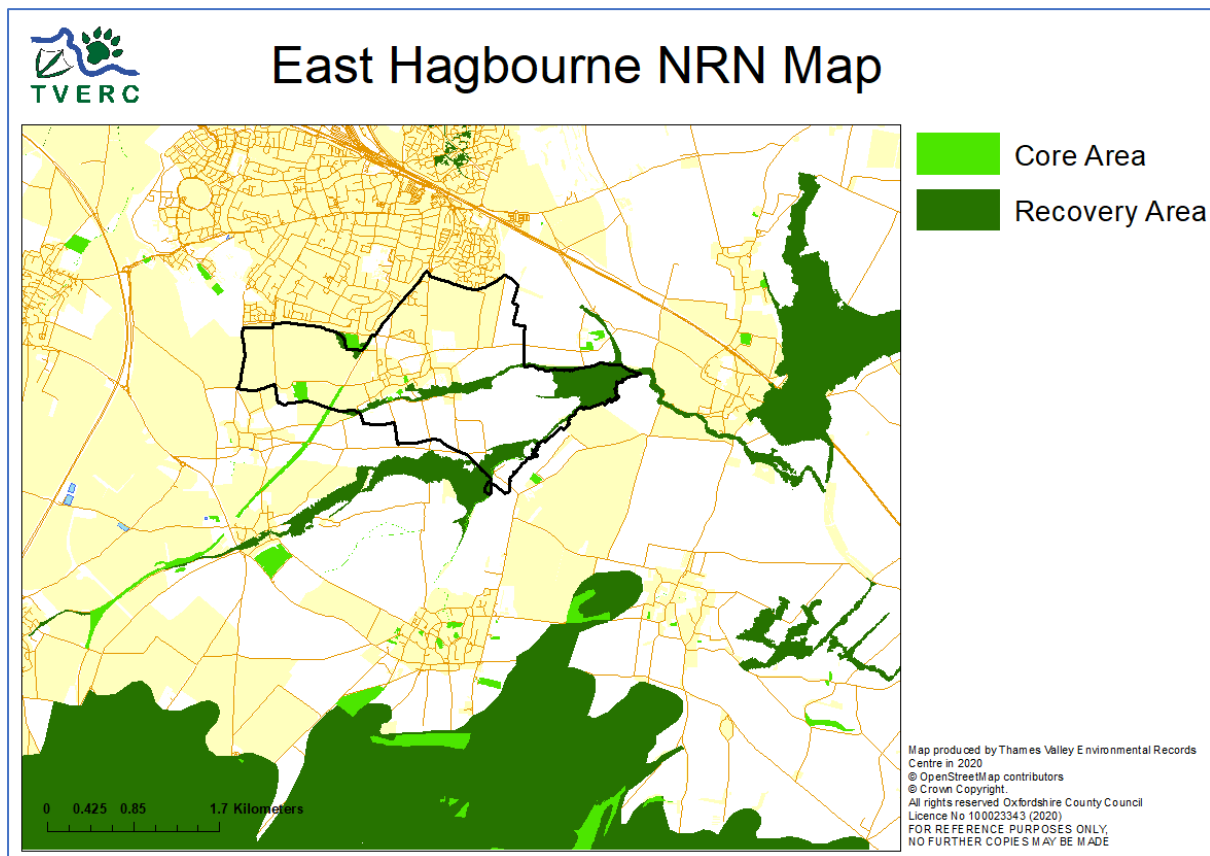 TVERC
East Hagbourne NRN Map
Core Area
Recovery Area
0 0.425 0.85 1.7 Kilometers
Map produced by Thames Valley Environmental Records
Centre in 2020
© OpenStreetMap contributors
© Crown Copyright.
All rights reserved Oxfordshire County Council
Licence No 100023343 (2020)
FOR REFERENCE PURPOSES ONLY,
NO FURTHER COPIES MAY BE MADE